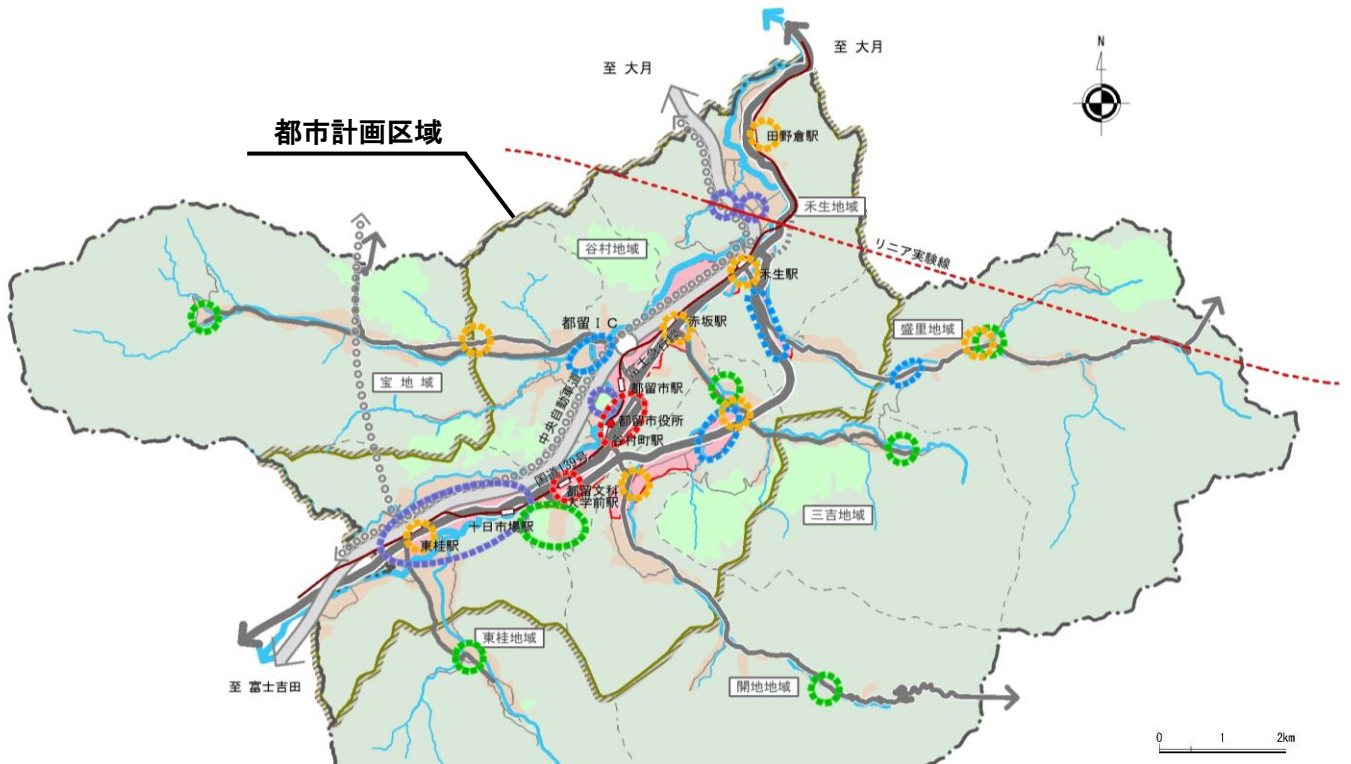 至 大月
至 大月
N
都市計画区域
田野倉駅
禾生地域
谷村地域
リニア実験線
禾生駅
都留IC
赤坂駅
盛里地域
富士急行線
宝地域
都留市駅
中央自動車道
都留市役所
谷村町駅
国道139号
都留文科
大学前駅
三吉地域
十日市場駅
東桂駅
東桂地域
至 富士吉田
開地地域
0 1 2km